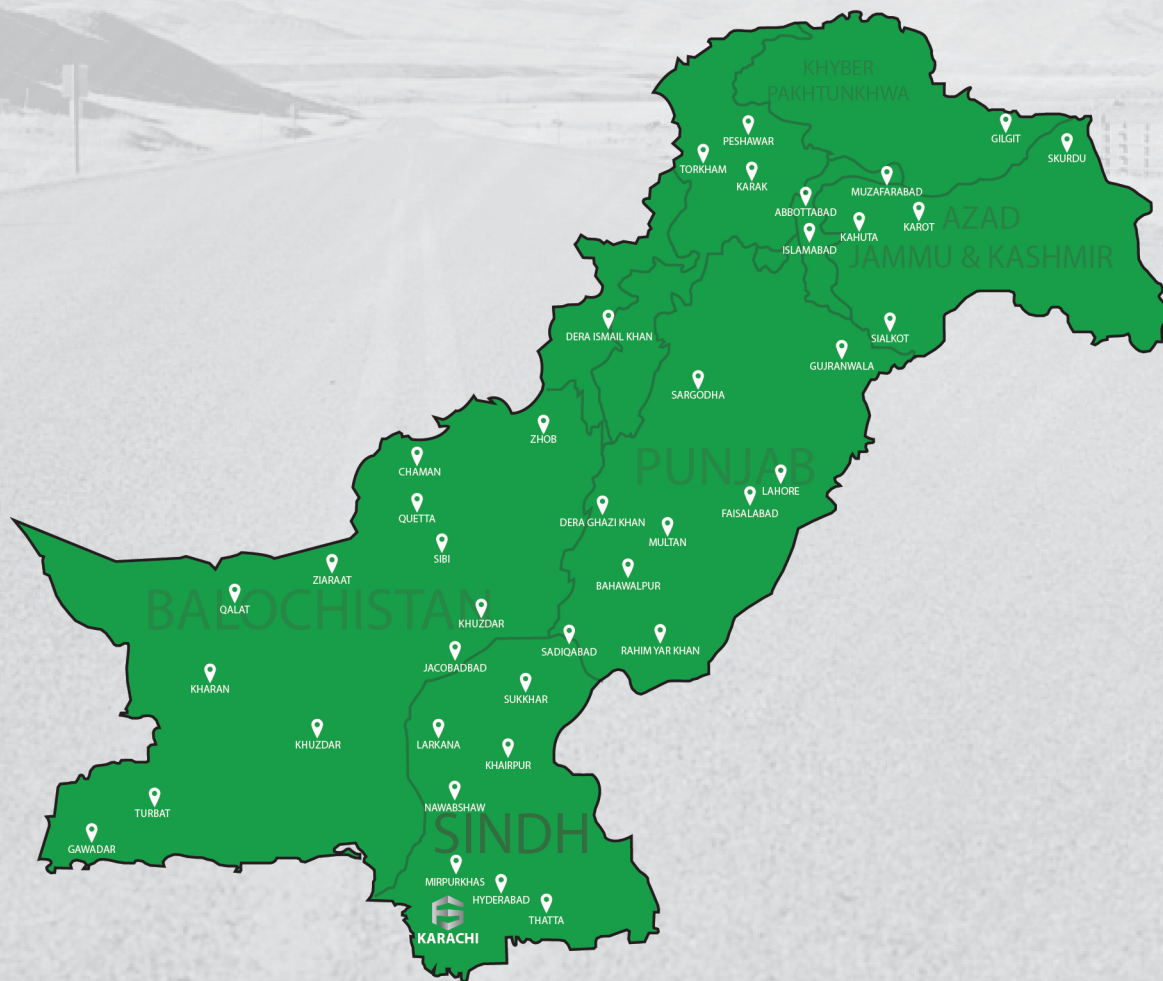 KHYBER
PAKHTUNKHWA
PESHAWAR
GILGIT
SKURDU
TORKHAM
KARAK
MUZAFARABAD
ABBOTTABAD
KAROT
AZAD
KAHUTA
ISLAMABAD
JAMMU & KASHMIR
DERA ISMAIL KHAN
SIALKOT
GUJRANWALA
SARGODHA
ZHOB
CHAMAN
PUNJAB
LAHORE
FAISALABAD
QUETTA
DERA GHAZI KHAN
MULTAN
SIBI
ZIARAAT
BAHAWALPUR
QALAT
BALOCHISTAN
KHUZDAR
SADIQABAD
RAHIM YAR KHAN
JACOBADBAD
KHARAN
SUKKHAR
KHUZDAR
LARKANA
KHAIRPUR
NAWABSHAW
TURBAT
SINDH
GAWADAR
MIRPURKHAS
HYDERABAD
THATTA
KARACHI